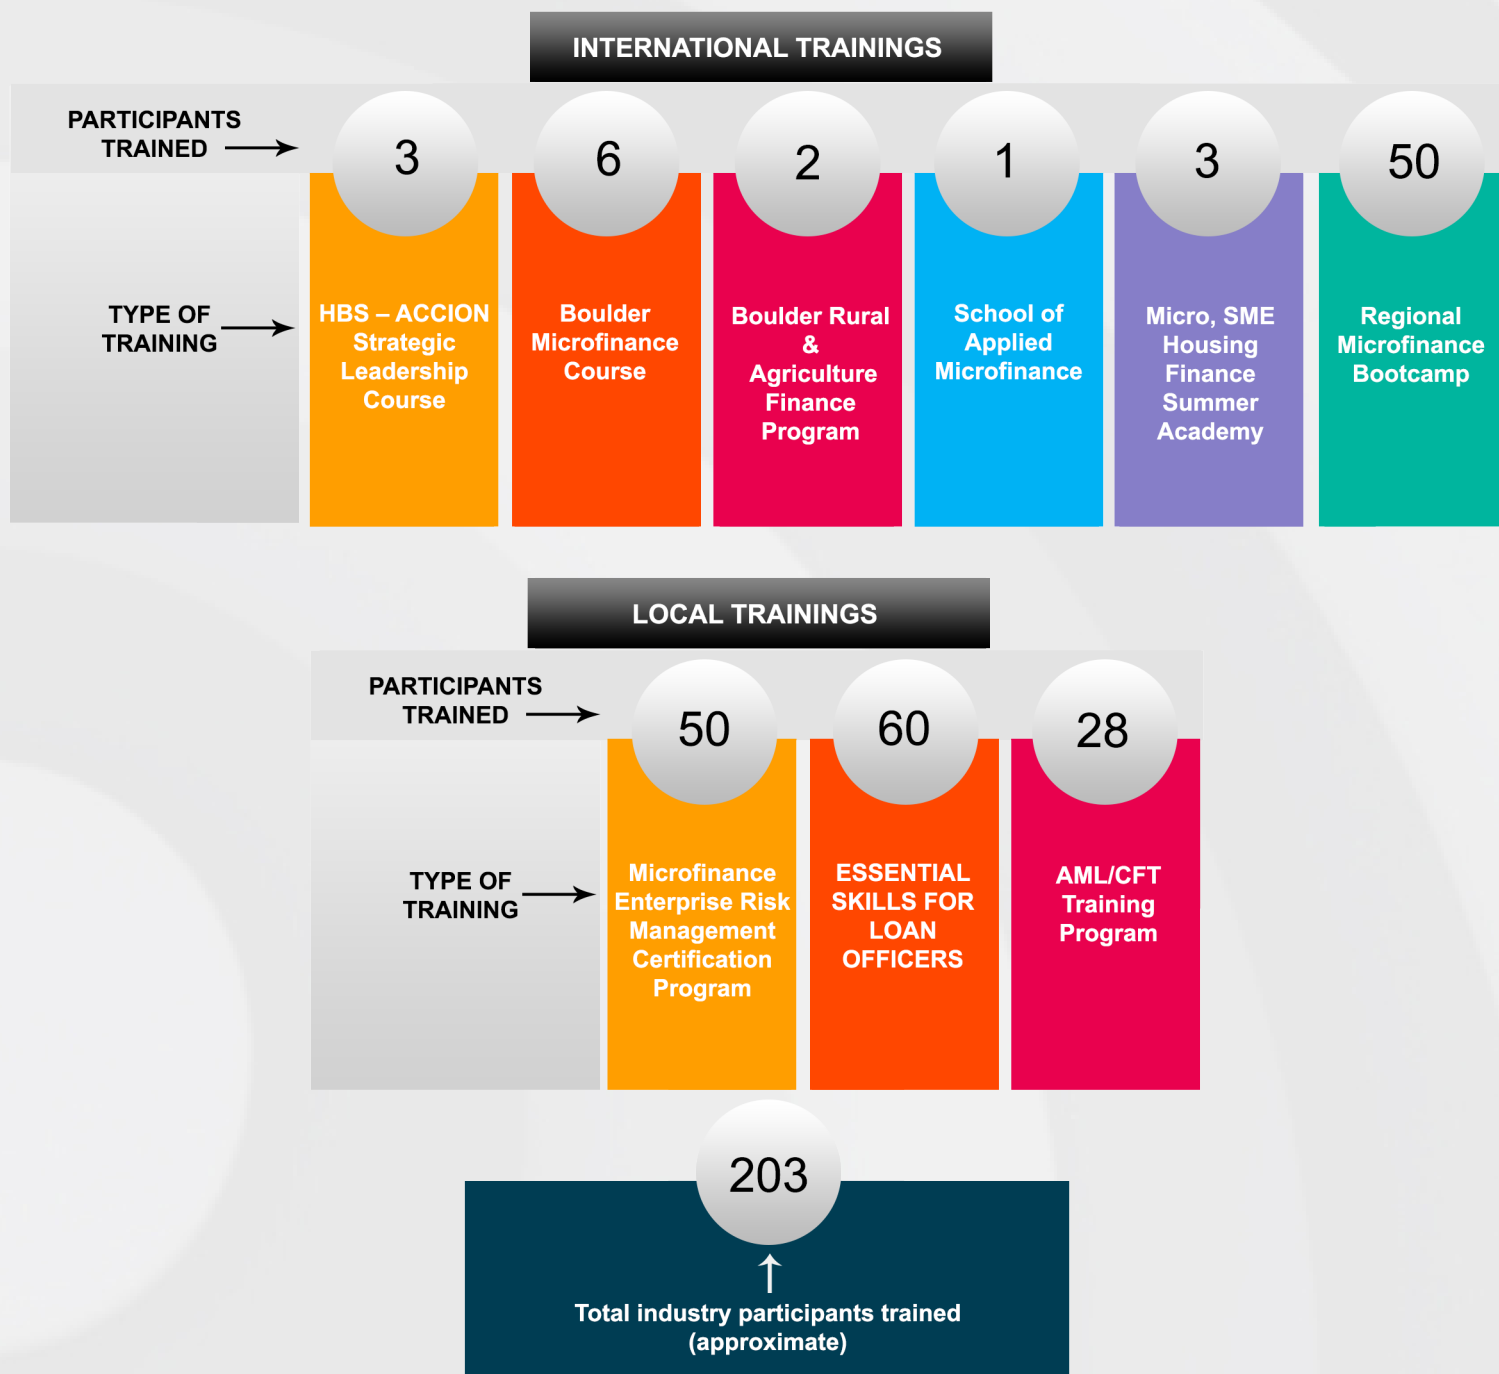 INTERNATIONAL TRAININGS
PARTICIPANTS
TRAINED
3
6
2
1
3
50
TYPE OF
TRAINING
HBS – ACCION
Strategic
Leadership
Course
Boulder
Microfinance
Course
Boulder Rural
&
Agriculture
Finance
Program
School of
Applied
Microfinance
Micro, SME
Housing
Finance
Summer
Academy
Regional
Microfinance
Bootcamp
LOCAL TRAININGS
PARTICIPANTS
TRAINED
50
60
28
TYPE OF
TRAINING
Microfinance
Enterprise Risk
Management
Certification
Program
ESSENTIAL
SKILLS FOR
LOAN
OFFICERS
AML/CFT
Training
Program
203
Total industry participants trained
(approximate)